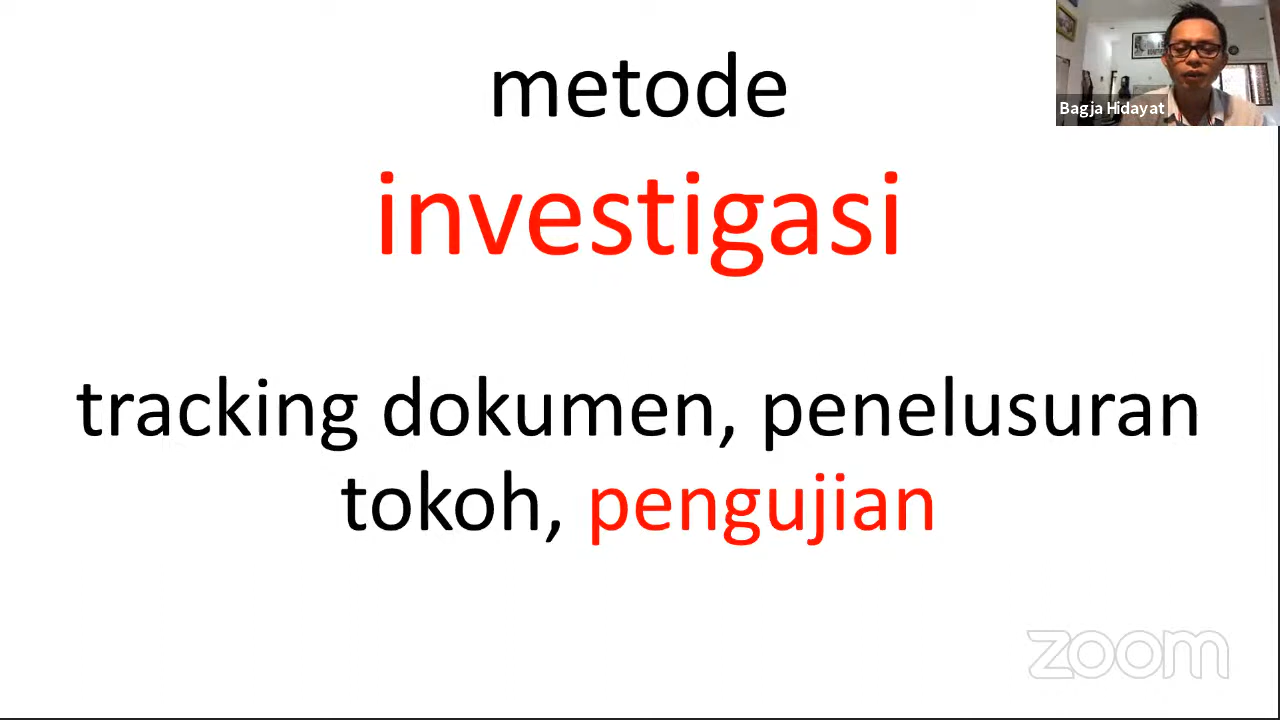 metode
investigasi
tracking dokumen, penelusuran
tokoh, pengujian
Bagja Hidayat
zoom